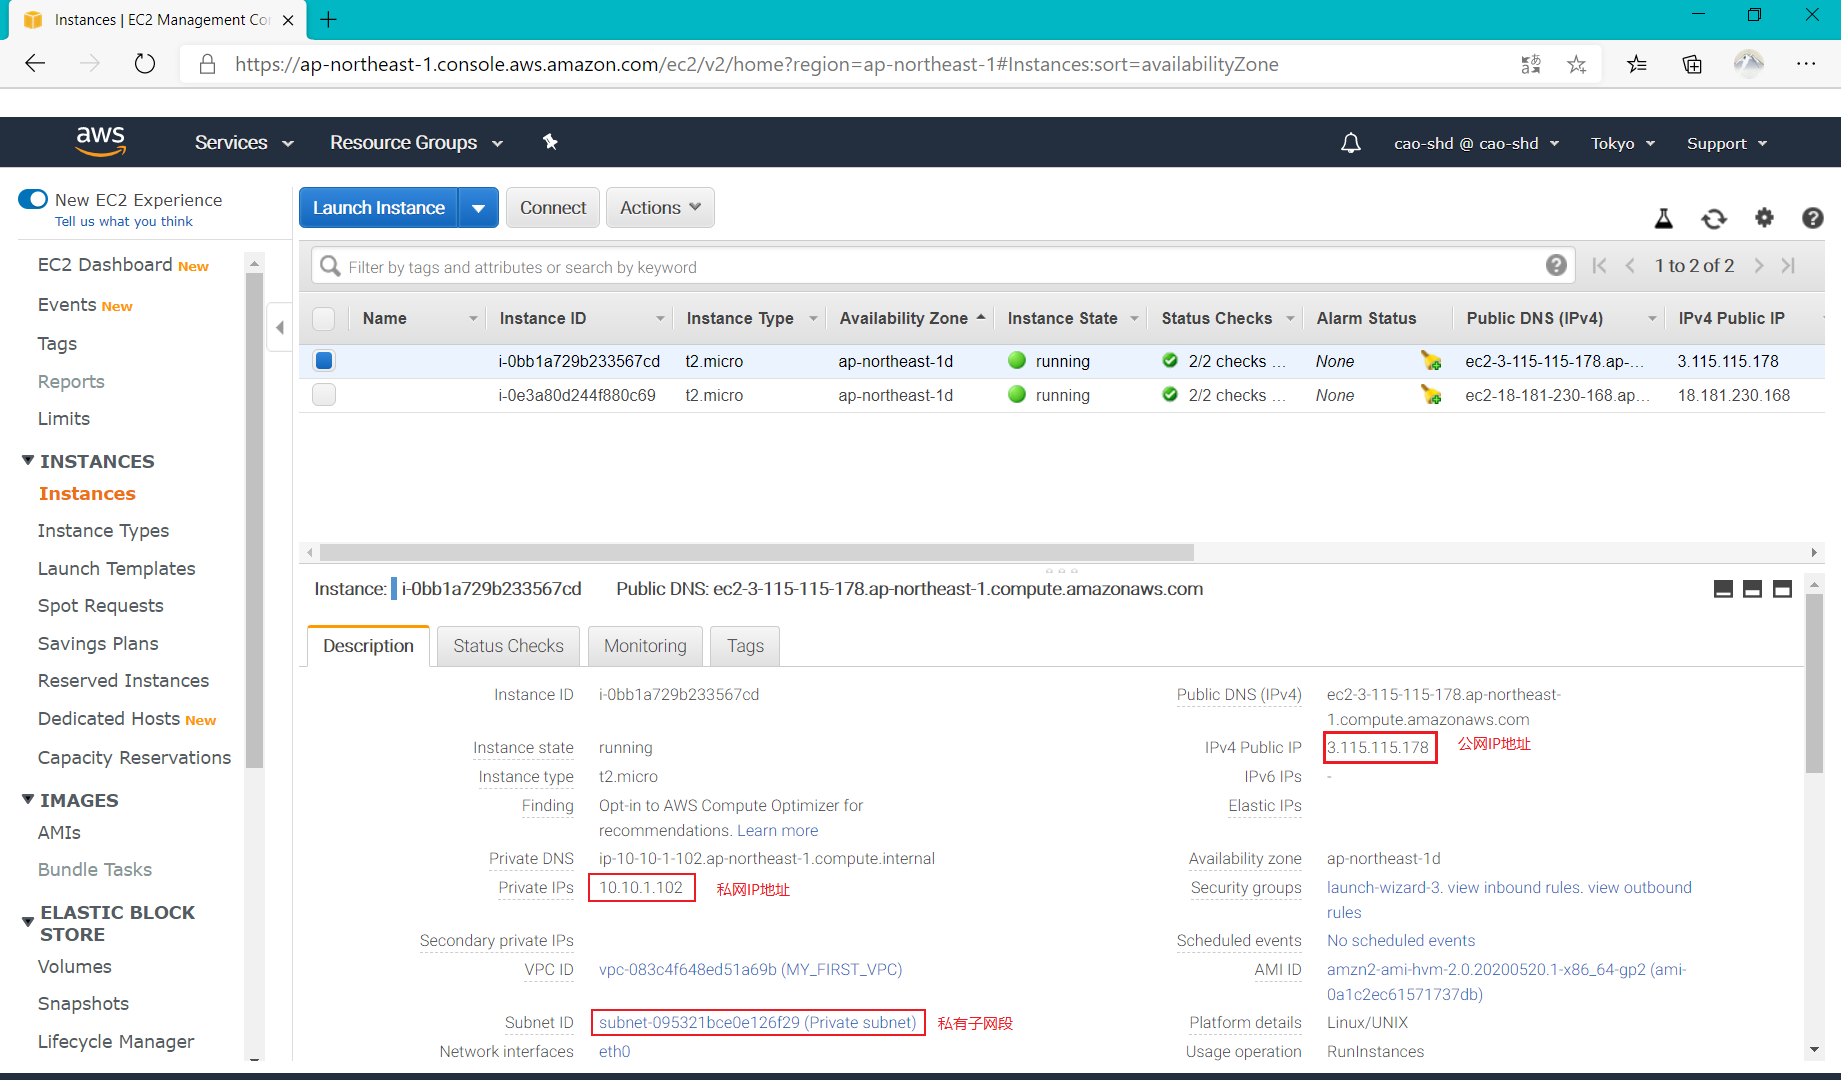 Instances | EC2 Management Co
https://ap-northeast-1.console.aws.amazon.com/ec2/v2/home?region=ap-northeast-1#Instances:sort=availabilityZone
aws
Services
Resource Groups
cao-shd @ cao-shd
Tokyo
Support
New EC2 Experience
Tell us what you think
EC2 Dashboard New
Events New
Tags
Reports
Limits
INSTANCES
Instances
Instance Types
Launch Templates
Spot Requests
Savings Plans
Reserved Instances
Dedicated Hosts New
Capacity Reservations
IMAGES
AMIs
Bundle Tasks
ELASTIC BLOCK
STORE
Volumes
Snapshots
Lifecycle Manager
Launch Instance
Connect
Actions
Filter by tags and attributes or search by keyword
1 to 2 of 2
Name Instance ID Instance Type Availability Zone Instance State Status Checks Alarm Status Public DNS (IPv4) IPv4 Public IP
i-0bb1a729b233567cd t2.micro ap-northeast-1d running 2/2 checks ... None ec2-3-115-115-178.ap-... 3.115.115.178
i-0e3a80d244f880c69 t2.micro ap-northeast-1d running 2/2 checks ... None ec2-18-181-230-168.ap... 18.181.230.168
Instance: i-0bb1a729b233567cd Public DNS: ec2-3-115-115-178.ap-northeast-1.compute.amazonaws.com
Description
Status Checks
Monitoring
Tags
Instance ID i-0bb1a729b233567cd
Instance state running
Instance type t2.micro
Finding Opt-in to AWS Compute Optimizer for
recommendations. Learn more
Private DNS ip-10-10-1-102.ap-northeast-1.compute.internal
Private IPs 10.10.1.102 私网IP地址
Secondary private IPs
VPC ID vpc-083c4f648ed51a69b (MY_FIRST_VPC)
Subnet ID subnet-095321bce0e126f29 (Private subnet) 私有子网段
Network interfaces eth0
Public DNS (IPv4) ec2-3-115-115-178.ap-northeast-
1.compute.amazonaws.com
IPv4 Public IP 3.115.115.178 公网IP地址
IPv6 IPs -
Elastic IPs
Availability zone ap-northeast-1d
Security groups launch-wizard-3. view inbound rules. view outbound
rules
Scheduled events No scheduled events
AMI ID amzn2-ami-hvm-2.0.20200520.1-x86_64-gp2 (ami-
0a1c2ec61571737db)
Platform details Linux/UNIX
Usage operation RunInstances